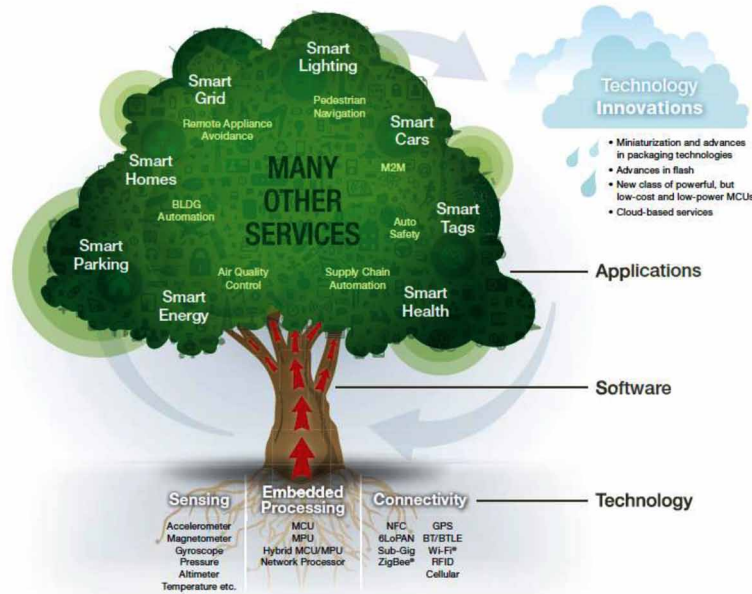 Smart
Lighting
Smart
Grid
Pedestrian
Navigation
Remote Appliance
Avoidance
Smart
Cars
Smart
Homes
M2M
MANY
OTHER
SERVICES
BLDG
Automation
Smart
Tags
Auto
Safety
Smart
Parking
Air Quality
Control
Supply Chain
Automation
Smart
Energy
Smart
Health
Technology
Innovations
• Miniaturization and advances
in packaging technologies
• Advances in flash
• New class of powerful, but
low-cost and low-power MCUs
• Cloud-based services
Applications
Software
Technology
Sensing
Accelerometer
Magnetometer
Gyroscope
Pressure
Altimeter
Temperature etc.
Embedded
Processing
MCU
MPU
Hybrid MCU/MPU
Network Processor
Connectivity
NFC GPS
6LoPAN BT/BTLE
Sub-Gig Wi-Fi®
ZigBee® RFID
Cellular